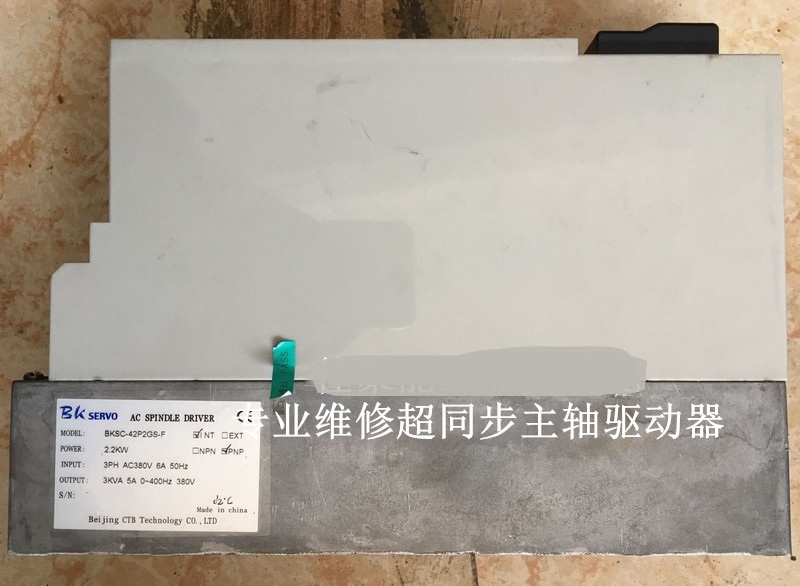 PASS
BK SERVO AC SPINDLE DRIVER CE
专业维修超同步主轴驱动器
MODEL: BKSC-42P2GS-F INT EXT
POWER: 2.2KW NPN PNP
INPUT: 3PH AC380V 6A 50Hz
OUTPUT: 3KVA 5A 0~400Hz 380V
S/N:
Made in china
Beijing CTB Technology CO.,LTD